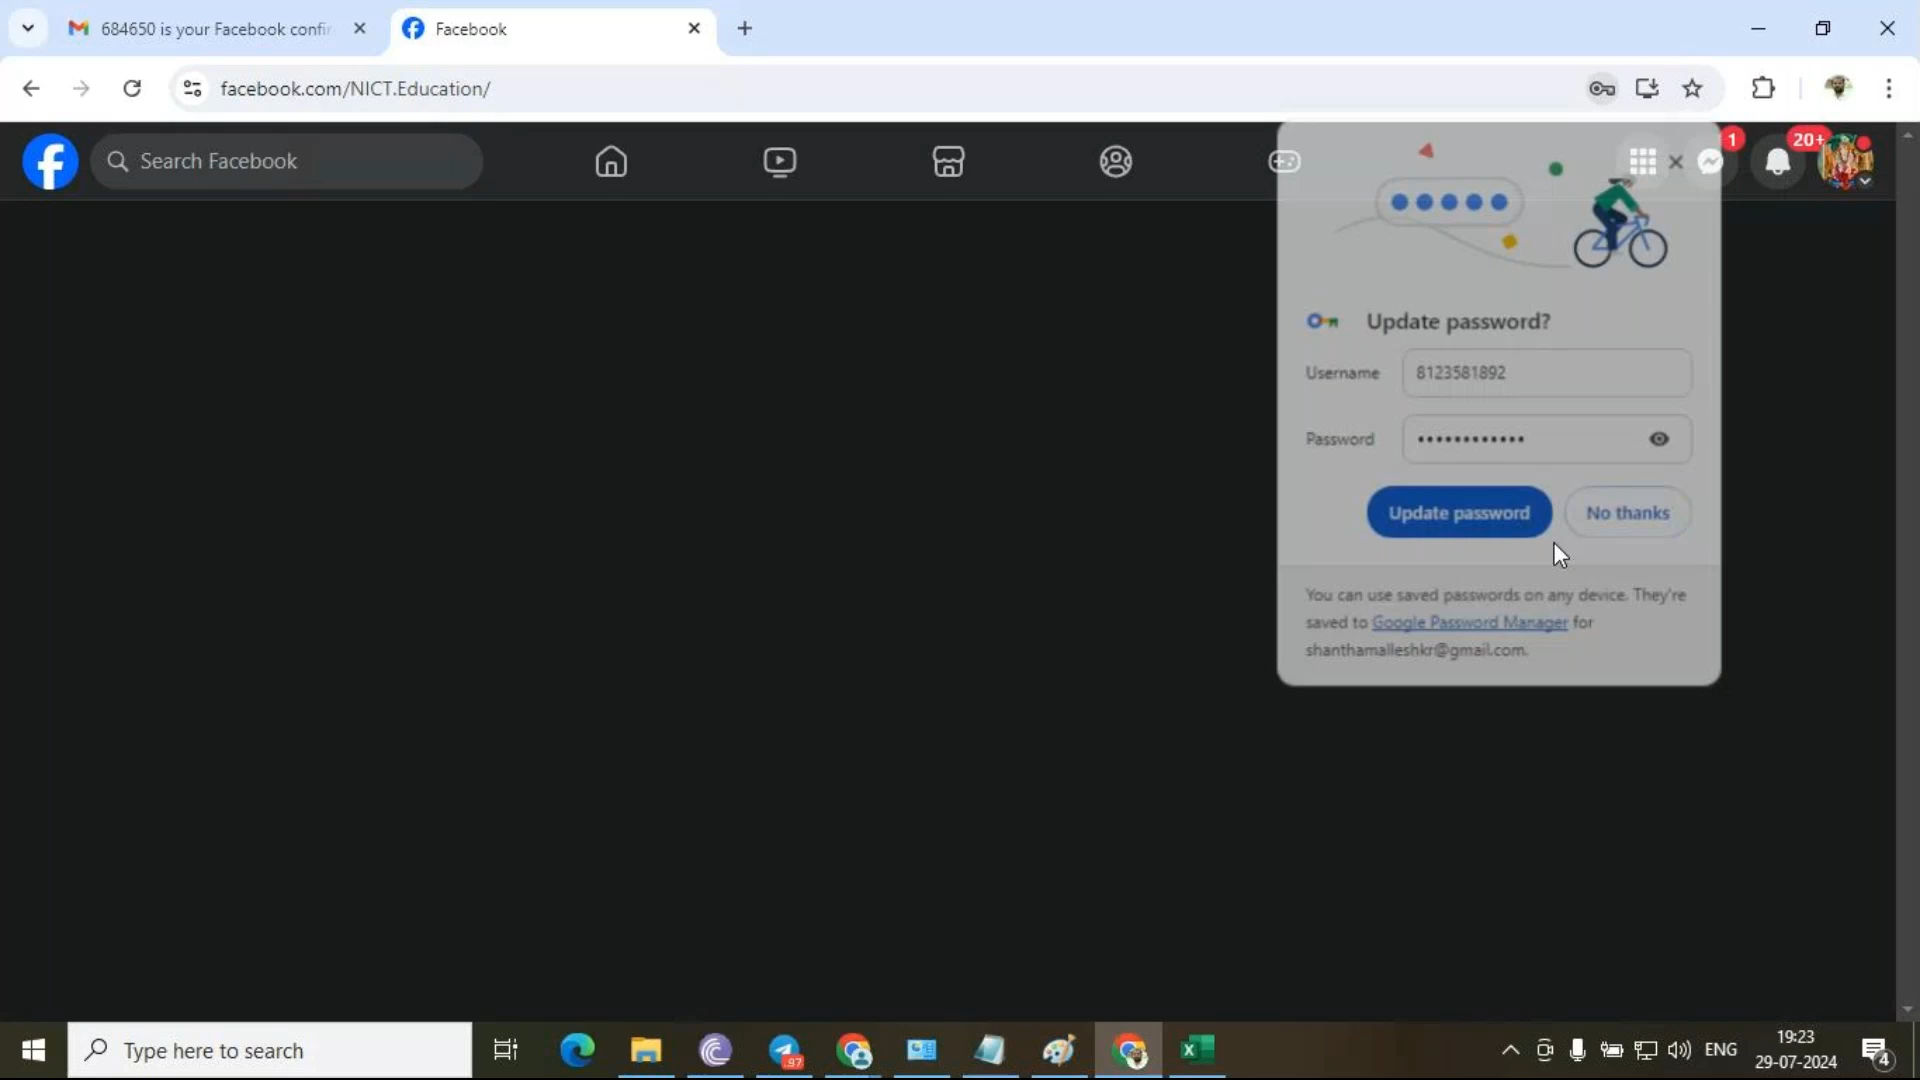 684650 is your Facebook confir
Facebook
facebook.com/NICT.Education/
Search Facebook
1
20+
Update password?
Username
8123581892
Password
Update password
No thanks
You can use saved passwords on any device. They're
saved to Google Password Manager for
shanthamalleshkr@gmail.com.
Type here to search
97
ENG
19:23
29-07-2024
4